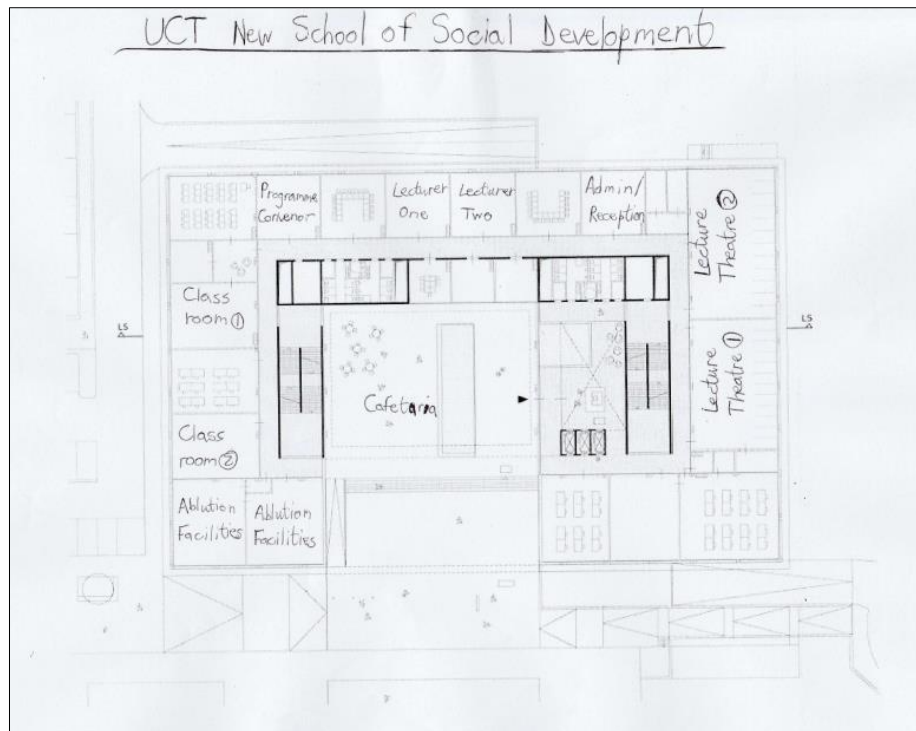 UCT New School of Social Development
Programme
Convenor
Lecturer
One
Lecturer
Two
Admin/
Reception
Lecture
Theatre ②
Class
room ①
LS
LS
Lecture
Theatre ①
Cafetaria
Class
room ②
Ablution
Facilities
Ablution
Facilities